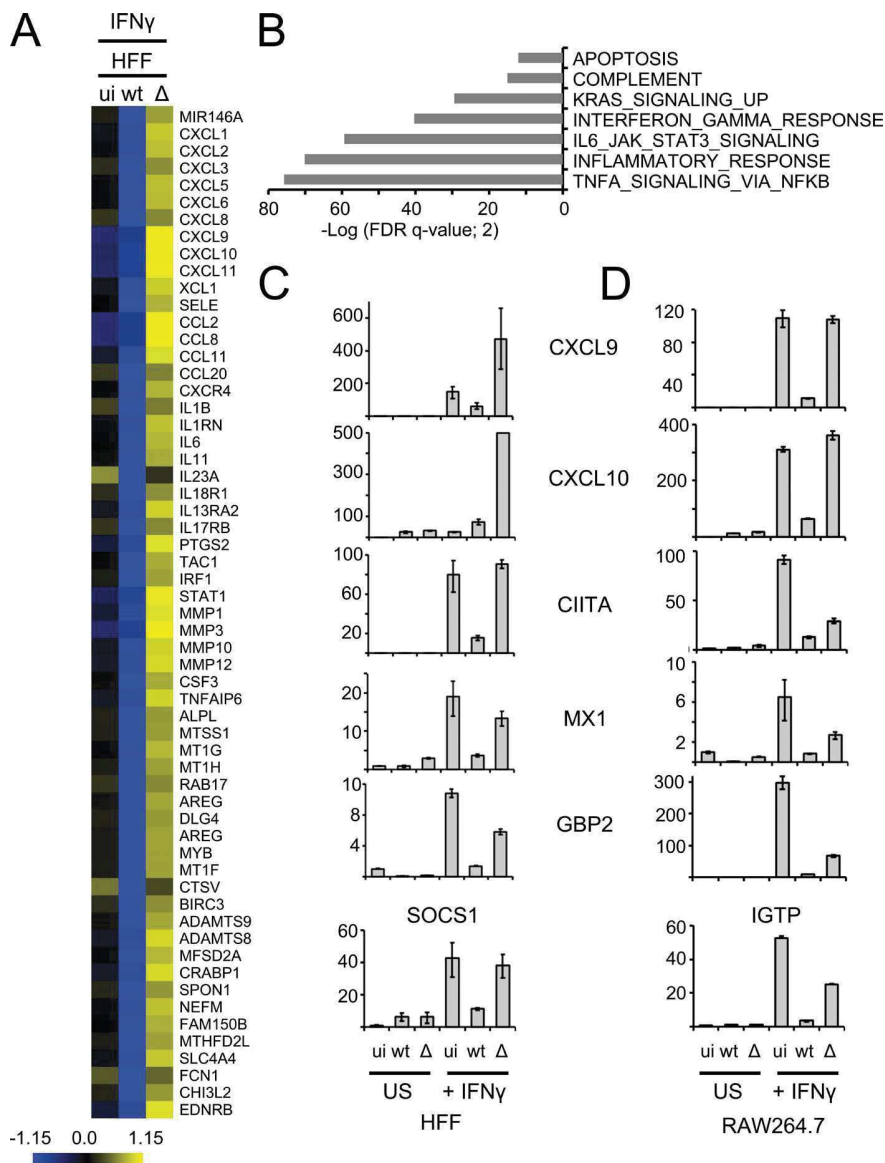 A
IFNγ
HFF
ui wt Δ
MIR146A
CXCL1
CXCL2
CXCL3
CXCL5
CXCL6
CXCL8
CXCL9
CXCL10
CXCL11
XCL1
SELE
CCL2
CCL8
CCL11
CCL20
CXCR4
IL1B
IL1RN
IL6
IL11
IL23A
IL18R1
IL13RA2
IL17RB
PTGS2
TAC1
IRF1
STAT1
MMP1
MMP3
MMP10
MMP12
CSF3
TNFAIP6
ALPL
MTSS1
MT1G
MT1H
RAB17
AREG
DLG4
AREG
MYB
MT1F
CTSV
BIRC3
ADAMTS9
ADAMTS8
MFSD2A
CRABP1
SPON1
NEFM
FAM150B
MTHFD2L
SLC4A4
FCN1
CHI3L2
EDNRB
-1.15 0.0 1.15
B
APOPTOSIS
COMPLEMENT
KRAS_SIGNALING_UP
INTERFERON_GAMMA_RESPONSE
IL6_JAK_STAT3_SIGNALING
INFLAMMATORY_RESPONSE
TNFA_SIGNALING_VIA_NFKB
80 60 40 20 0
-Log (FDR q-value; 2)
C
600
400
200
CXCL9
500
300
100
CXCL10
100
80
60
40
20
CIITA
20
10
MX1
10
8
4
GBP2
SOCS1
60
40
20
ui wt Δ ui wt Δ
US + IFNγ
HFF
D
120
80
40
400
200
100
50
10
6
2
300
200
100
IGTP
60
40
20
ui wt Δ ui wt Δ
US + IFNγ
RAW264.7